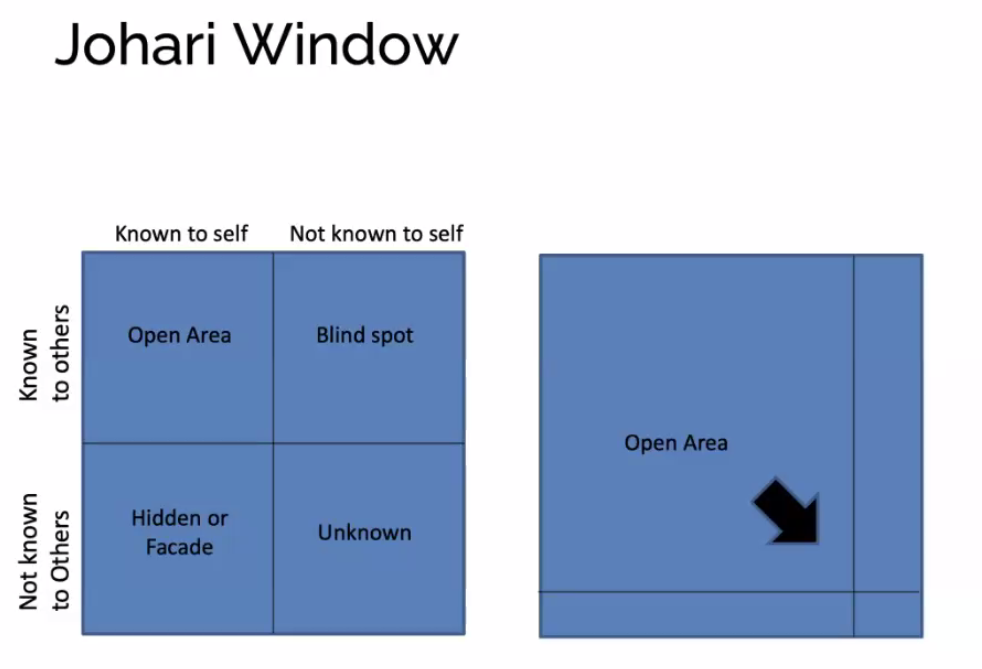 Johari Window
Known to self
Not known to self
Known
to others
Open Area
Blind spot
Not known
to Others
Hidden or
Facade
Unknown
Open Area